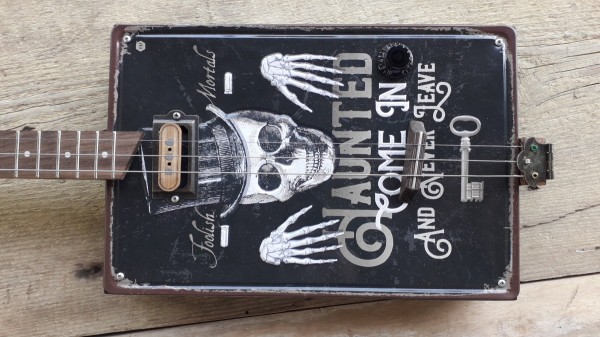 Foolish Mortals
HAUNTED
COME IN
AND NEVER LEAVE